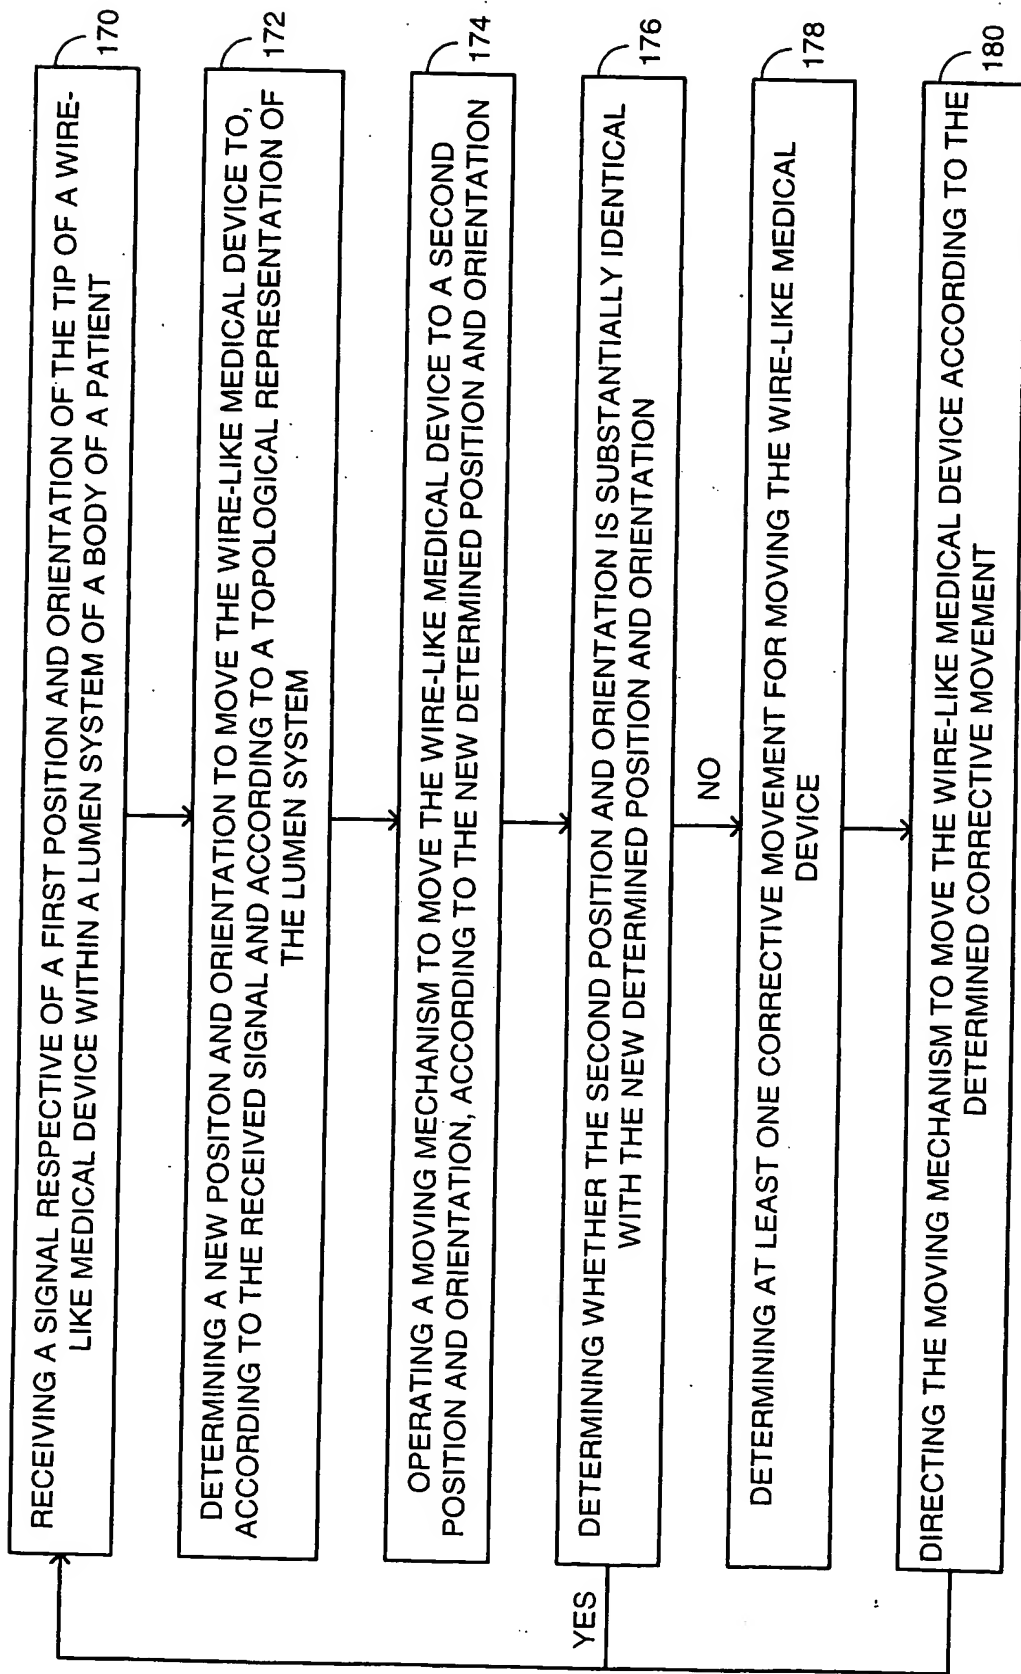 170
RECEIVING A SIGNAL RESPECTIVE OF A FIRST POSITION AND ORIENTATION OF THE TIP OF A WIRE-
LIKE MEDICAL DEVICE WITHIN A LUMEN SYSTEM OF A BODY OF A PATIENT
172
DETERMINING A NEW POSITON AND ORIENTATION TO MOVE THE WIRE-LIKE MEDICAL DEVICE TO,
ACCORDING TO THE RECEIVED SIGNAL AND ACCORDING TO A TOPOLOGICAL REPRESENTATION OF
THE LUMEN SYSTEM
174
OPERATING A MOVING MECHANISM TO MOVE THE WIRE-LIKE MEDICAL DEVICE TO A SECOND
POSITION AND ORIENTATION, ACCORDING TO THE NEW DETERMINED POSITION AND ORIENTATION
176
DETERMINING WHETHER THE SECOND POSITION AND ORIENTATION IS SUBSTANTIALLY IDENTICAL
WITH THE NEW DETERMINED POSITION AND ORIENTATION
YES
NO
178
DETERMINING AT LEAST ONE CORRECTIVE MOVEMENT FOR MOVING THE WIRE-LIKE MEDICAL
DEVICE
180
DIRECTING THE MOVING MECHANISM TO MOVE THE WIRE-LIKE MEDICAL DEVICE ACCORDING TO THE
DETERMINED CORRECTIVE MOVEMENT